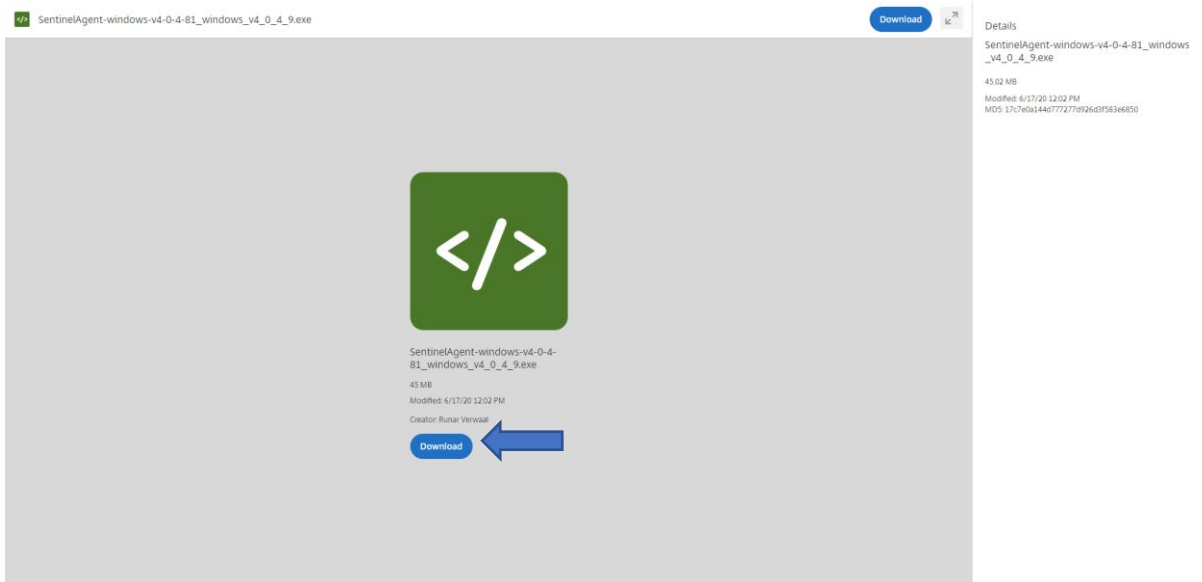 SentinelAgent-windows-v4-0-4-81_windows_v4_0_4_9.exe
Download
Details
SentinelAgent-windows-v4-0-4-81_windows
_v4_0_4_9.exe
45.02 MB
Modified: 6/17/20 12:02 PM
MD5: 17c7e0a144d777277d926d3f583e6850
</>
SentinelAgent-windows-v4-0-4-
81_windows_v4_0_4_9.exe
45 MB
Modified: 6/17/20 12:02 PM
Creator: Runar Verwaal
Download